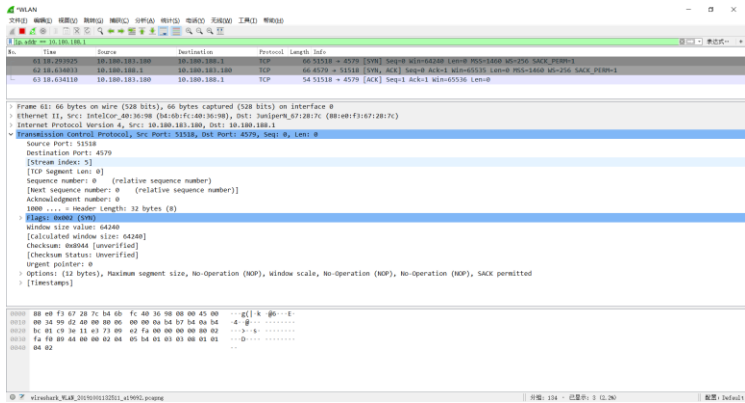 *WLAN
文件(F) 编辑(E) 视图(V) 跳转(G) 捕获(C) 分析(A) 统计(S) 电话(Y) 无线(W) 工具(T) 帮助(H)
ip.addr == 10.180.188.1
表达式…
No. Time Source Destination Protocol Length Info
61 18.293925 10.180.183.180 10.180.188.1 TCP 66 51518 → 4579 [SYN] Seq=0 Win=64240 Len=0 MSS=1460 WS=256 SACK_PERM=1
62 18.634033 10.180.188.1 10.180.183.180 TCP 66 4579 → 51518 [SYN, ACK] Seq=0 Ack=1 Win=65535 Len=0 MSS=1460 WS=256 SACK_PERM=1
63 18.634110 10.180.183.180 10.180.188.1 TCP 54 51518 → 4579 [ACK] Seq=1 Ack=1 Win=65536 Len=0
Frame 61: 66 bytes on wire (528 bits), 66 bytes captured (528 bits) on interface 0
Ethernet II, Src: IntelCor_40:36:98 (b4:6b:fc:40:36:98), Dst: JuniperN_67:28:7c (88:e0:f3:67:28:7c)
Internet Protocol Version 4, Src: 10.180.183.180, Dst: 10.180.188.1
Transmission Control Protocol, Src Port: 51518, Dst Port: 4579, Seq: 0, Len: 0
Source Port: 51518
Destination Port: 4579
[Stream index: 5]
[TCP Segment Len: 0]
Sequence number: 0 (relative sequence number)
[Next sequence number: 0 (relative sequence number)]
Acknowledgment number: 0
1000 .... = Header Length: 32 bytes (8)
Flags: 0x002 (SYN)
Window size value: 64240
[Calculated window size: 64240]
Checksum: 0x8944 [unverified]
[Checksum Status: Unverified]
Urgent pointer: 0
Options: (12 bytes), Maximum segment size, No-Operation (NOP), Window scale, No-Operation (NOP), No-Operation (NOP), SACK permitted
[Timestamps]
0000 88 e0 f3 67 28 7c b4 6b fc 40 36 98 08 00 45 00 ···g(|·k ·@6···E·
0010 00 34 99 d2 40 00 80 06 00 00 0a b4 b7 b4 0a b4 ·4··@··· ········
0020 bc 01 c9 3e 11 e3 73 09 e2 fa 00 00 00 00 80 02 ···>··s· ········
0030 fa f0 89 44 00 00 02 04 05 b4 01 03 03 08 01 01 ···D···· ········
0040 04 02 ··
wireshark_WLAN_20191001132511_a19692.pcapng
分组: 134 · 已显示: 3 (2.2%)
配置: Default